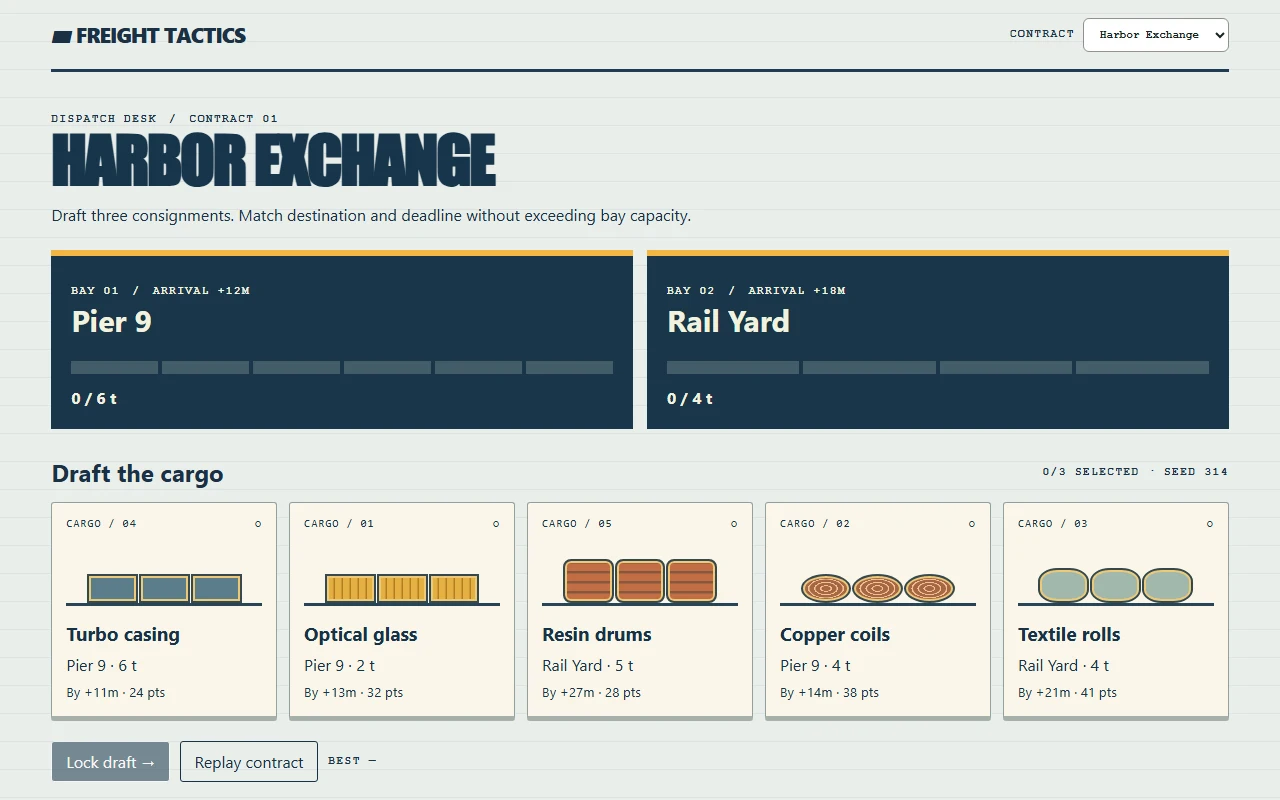 FREIGHT TACTICS
CONTRACT Harbor Exchange
DISPATCH DESK / CONTRACT 01
HARBOR EXCHANGE
Draft three consignments. Match destination and deadline without exceeding bay capacity.
BAY 01 / ARRIVAL +12M
Pier 9
0 / 6 t
BAY 02 / ARRIVAL +18M
Rail Yard
0 / 4 t
Draft the cargo
0/3 SELECTED · SEED 314
CARGO / 04
Turbo casing
Pier 9 · 6 t
By +11m · 24 pts
CARGO / 01
Optical glass
Pier 9 · 2 t
By +13m · 32 pts
CARGO / 05
Resin drums
Rail Yard · 5 t
By +27m · 28 pts
CARGO / 02
Copper coils
Pier 9 · 4 t
By +14m · 38 pts
CARGO / 03
Textile rolls
Rail Yard · 4 t
By +21m · 41 pts
Lock draft →
Replay contract
BEST —